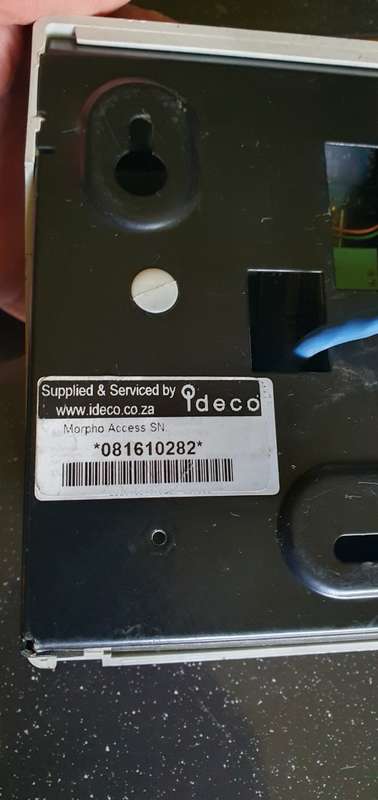 Supplied & Serviced by ideco
www.ideco.co.za
Morpho Access SN.
*081610282*